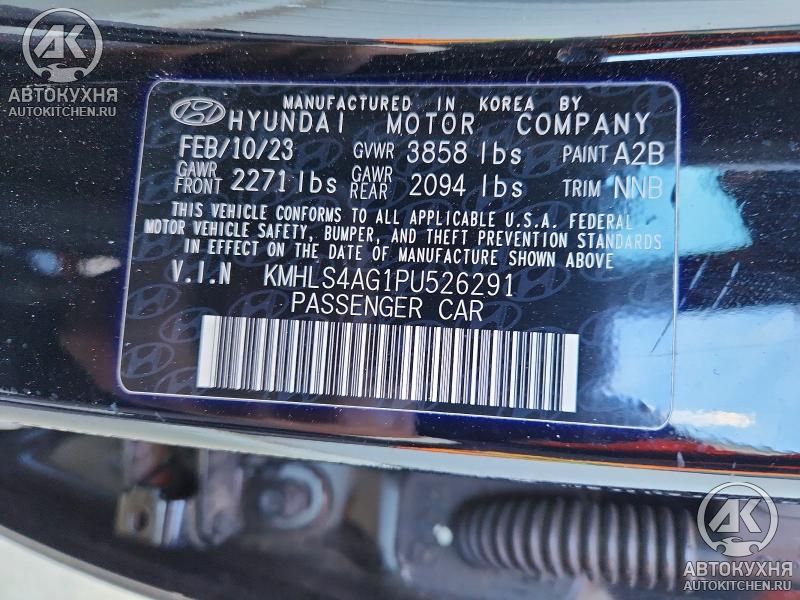 AK
АВТОКУХНЯ
AUTOKITCHEN.RU
MANUFACTURED IN KOREA BY
HYUNDAI MOTOR COMPANY
FEB/10/23 GVWR 3858 lbs PAINT A2B
GAWR FRONT 2271 lbs GAWR REAR 2094 lbs TRIM NNB
THIS VEHICLE CONFORMS TO ALL APPLICABLE U.S.A. FEDERAL
MOTOR VEHICLE SAFETY, BUMPER, AND THEFT PREVENTION STANDARDS
IN EFFECT ON THE DATE OF MANUFACTURE SHOWN ABOVE
V.I.N KMHLS4AG1PU526291
PASSENGER CAR
AK
АВТОКУХНЯ
AUTOKITCHEN.RU